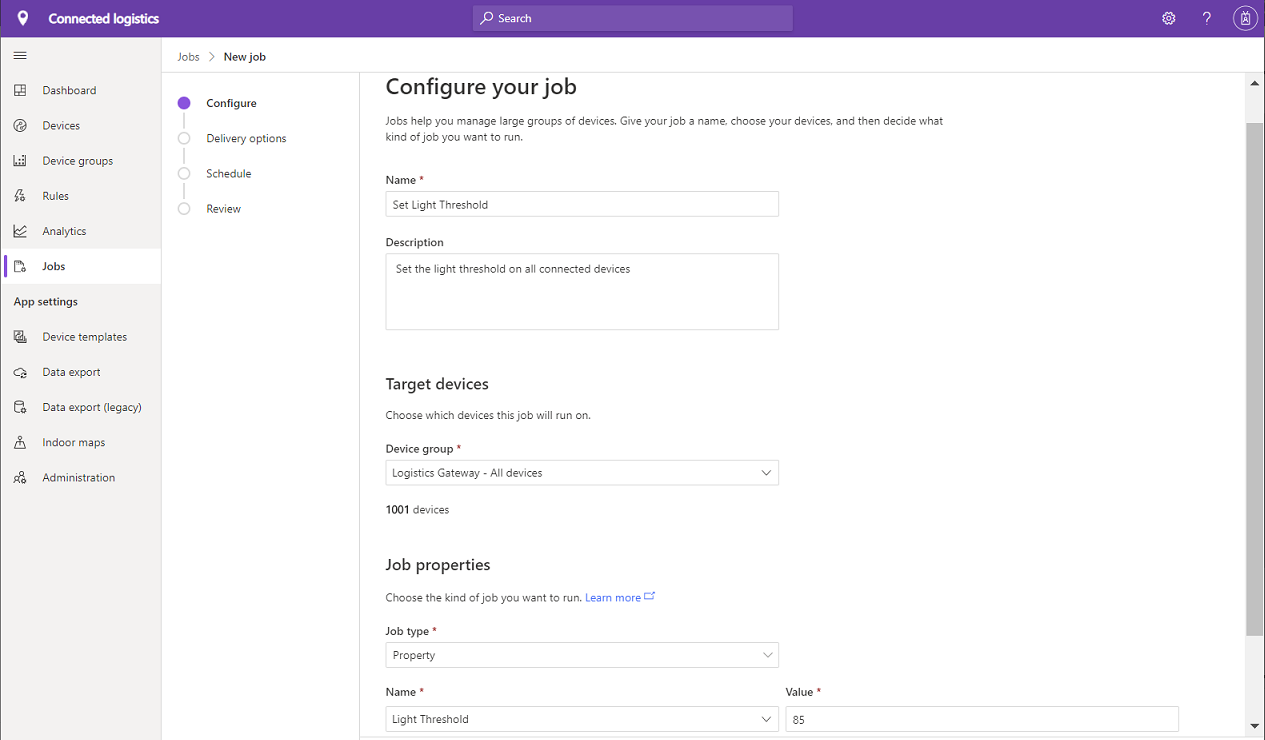 Connected logistics
Search
?
Jobs > New job
Dashboard
Devices
Device groups
Rules
Analytics
Jobs
App settings
Device templates
Data export
Data export (legacy)
Indoor maps
Administration
Configure
Delivery options
Schedule
Review
Configure your job
Jobs help you manage large groups of devices. Give your job a name, choose your devices, and then decide what
kind of job you want to run.
Name *
Set Light Threshold
Description
Set the light threshold on all connected devices
Target devices
Choose which devices this job will run on.
Device group *
Logistics Gateway - All devices
1001 devices
Job properties
Choose the kind of job you want to run. Learn more
Job type *
Property
Name * Value *
Light Threshold 85